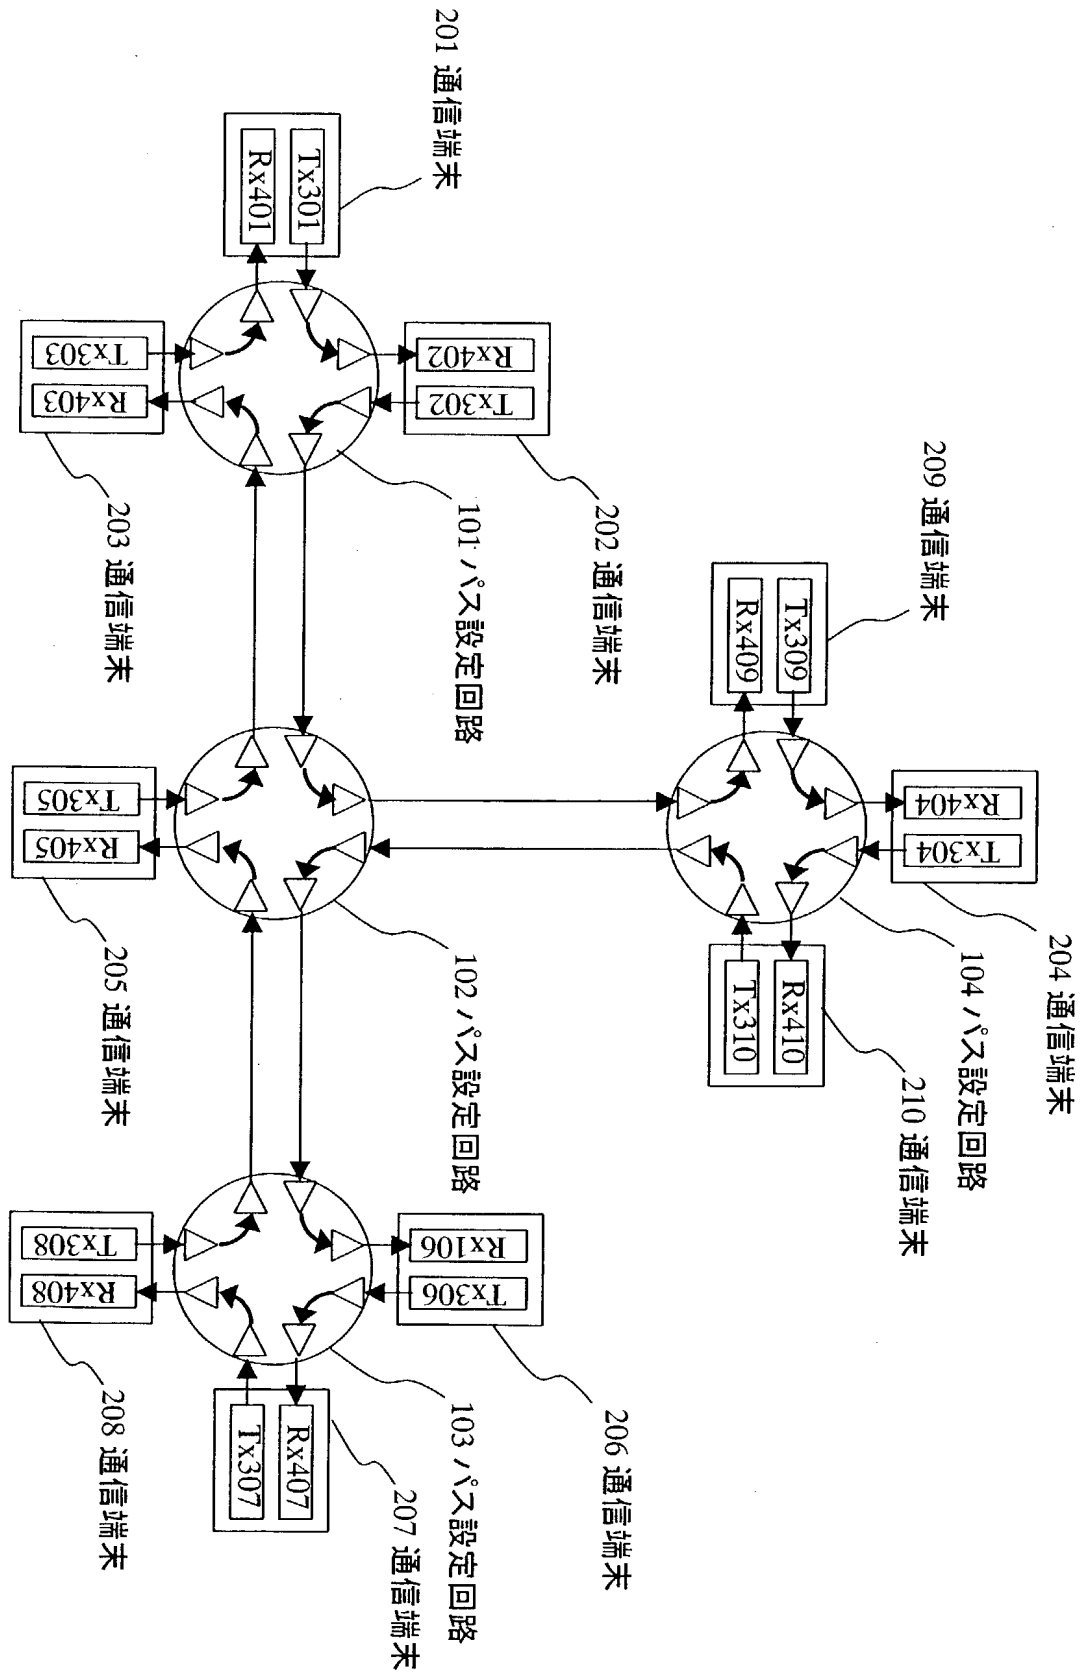 201 通信端末
Tx301
Rx401
Rx402
Tx302
Tx303
Rx403
203 通信端末
101 パス設定回路
202 通信端末
209 通信端末
Tx309
Rx409
Rx404
Tx304
204 通信端末
104 パス設定回路
Rx410
Tx310
210 通信端末
Tx305
Rx405
205 通信端末
102 パス設定回路
Rx106
Tx306
206 通信端末
Tx308
Rx408
208 通信端末
103 パス設定回路
Rx407
Tx307
207 通信端末